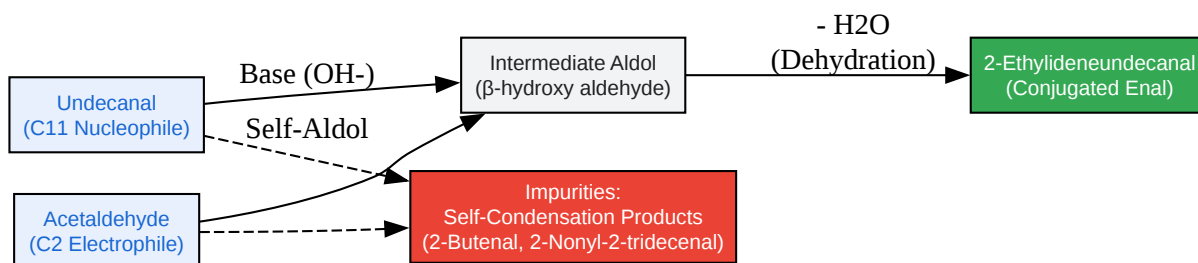 Undecanal
(C11 Nucleophile)
Acetaldehyde
(C2 Electrophile)
Base (OH-)
Self-Aldol
Intermediate Aldol
(β-hydroxy aldehyde)
Impurities:
Self-Condensation Products
(2-Butenal, 2-Nonyl-2-tridecenal)
- H2O
(Dehydration)
2-Ethylideneundecanal
(Conjugated Enal)